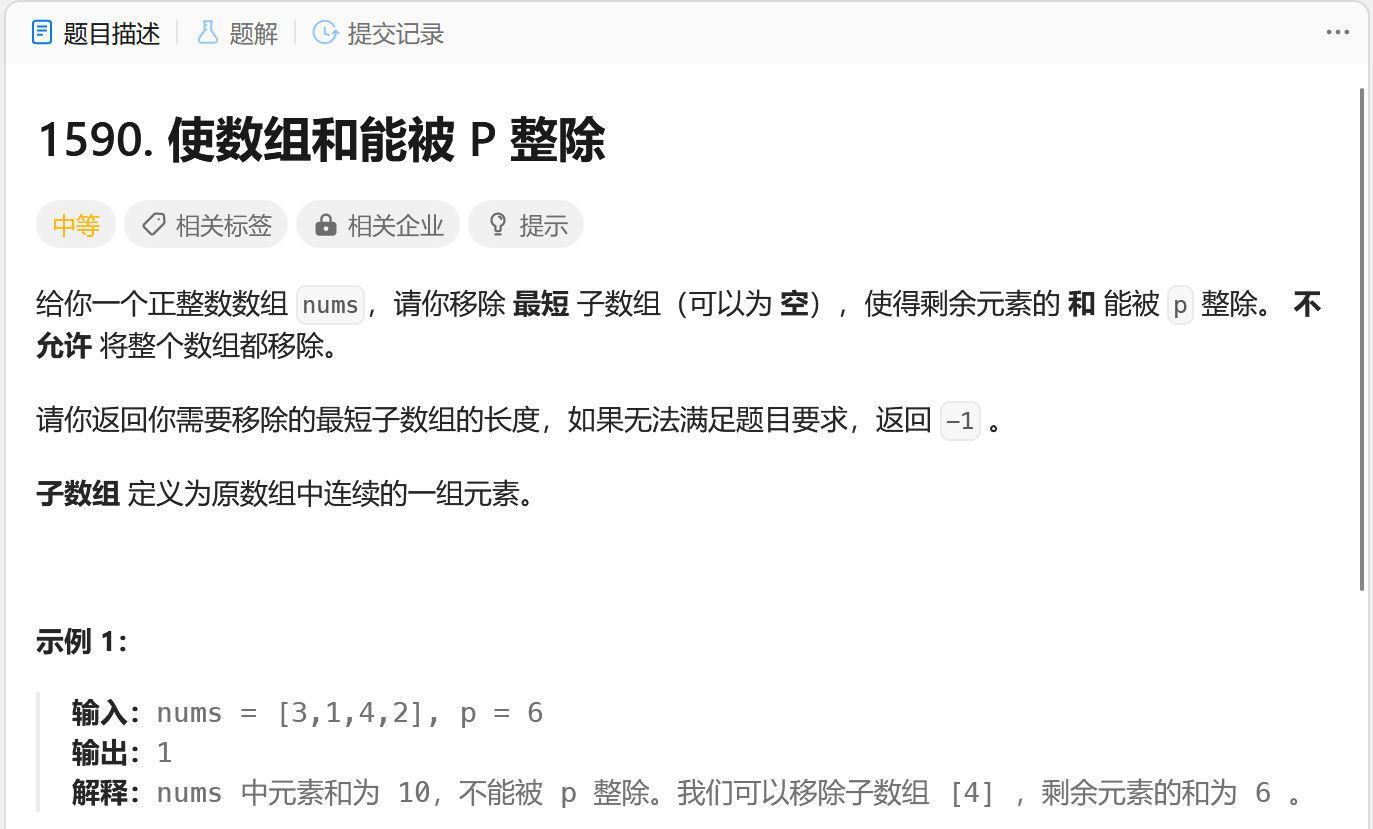 题目描述 题解 提交记录
1590. 使数组和能被 P 整除
中等 相关标签 相关企业 提示
给你一个正整数数组 nums，请你移除 最短 子数组（可以为 空），使得剩余元素的 和 能被 p 整除。 不
允许 将整个数组都移除。
请你返回你需要移除的最短子数组的长度，如果无法满足题目要求，返回 -1 。
子数组 定义为原数组中连续的一组元素。
示例 1：
输入：nums = [3,1,4,2], p = 6
输出：1
解释：nums 中元素和为 10，不能被 p 整除。我们可以移除子数组 [4] ，剩余元素的和为 6 。